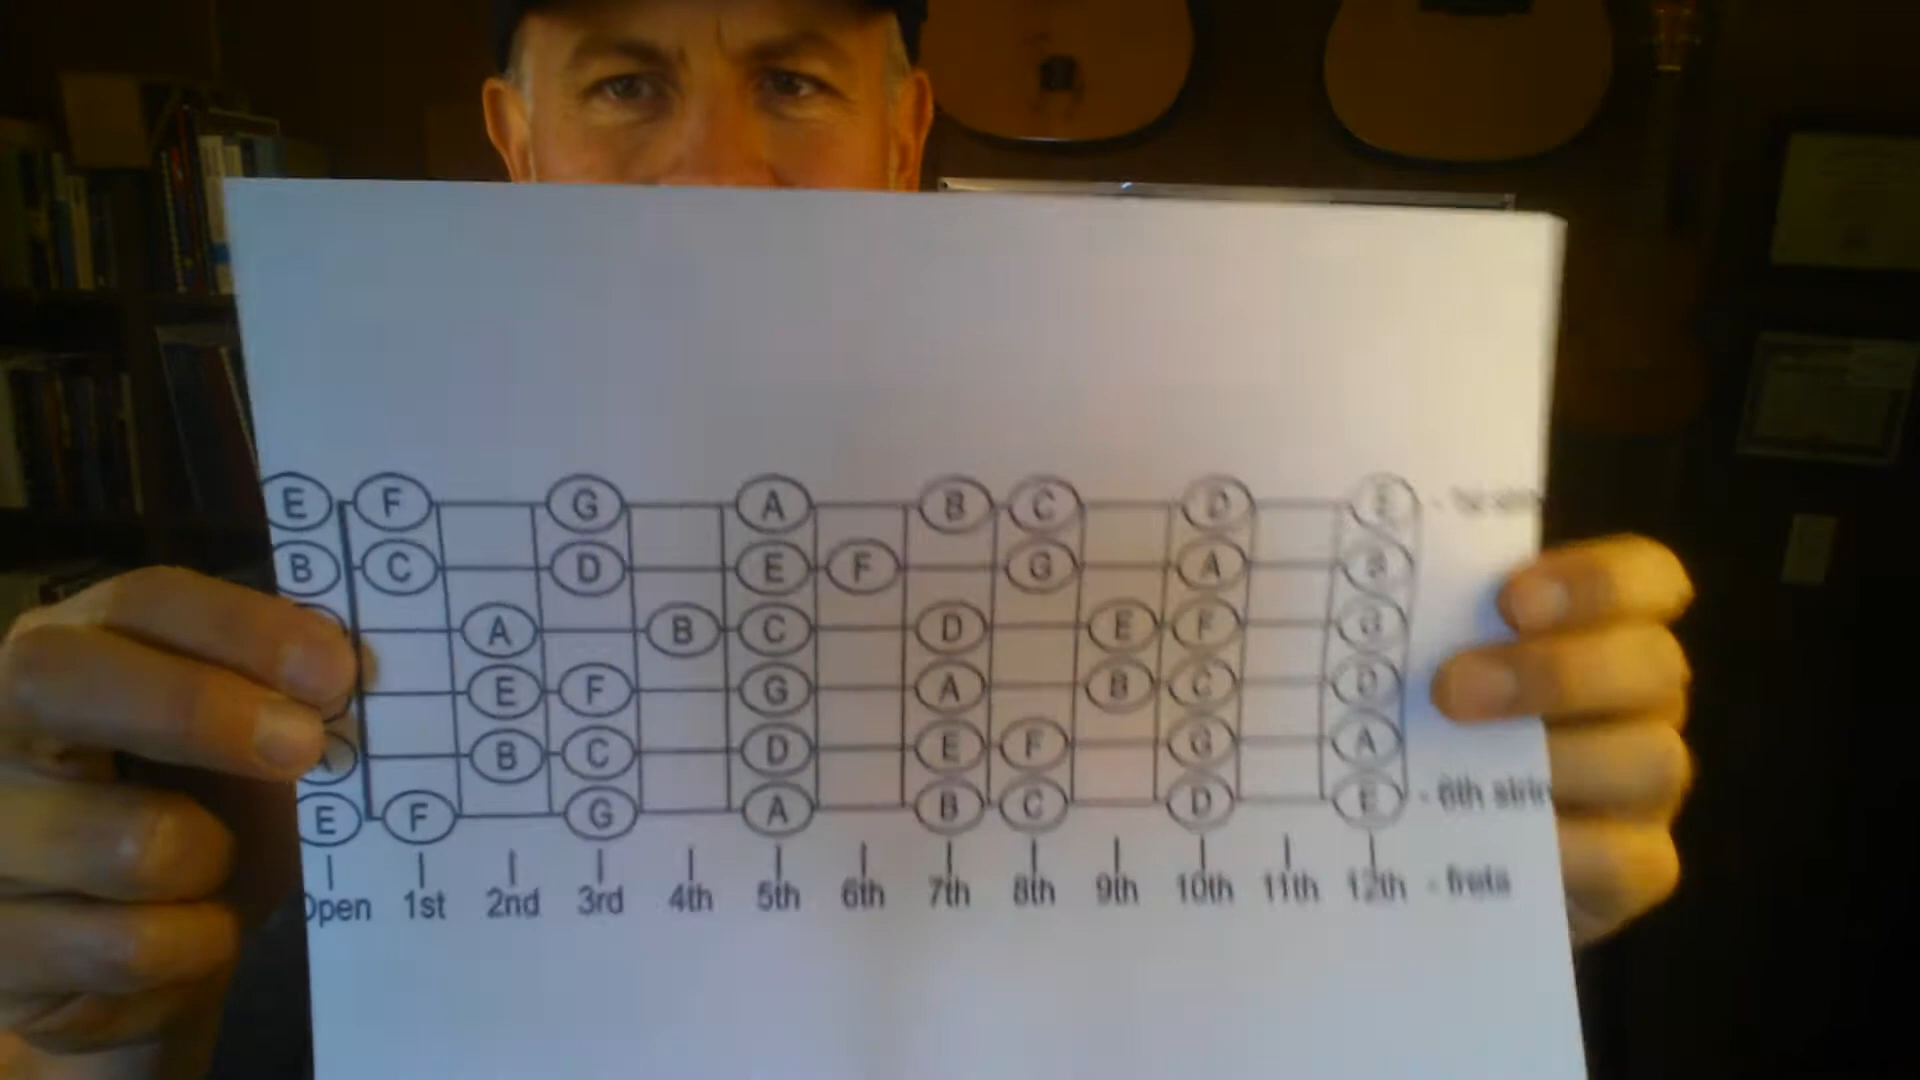 E F G A B C D E
B C D E F G A B
A B C D E F G
E F G A B C D
B C D E F G A
E F G A B C D E - 6th strin
Open 1st 2nd 3rd 4th 5th 6th 7th 8th 9th 10th 11th 12th - frets